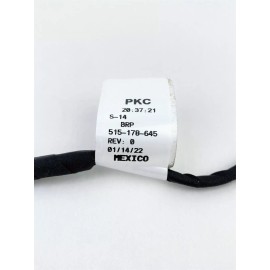 PKC
20.37.21
S-14
BRP
515-178-645
REV: 0
01/14/22
MEXICO